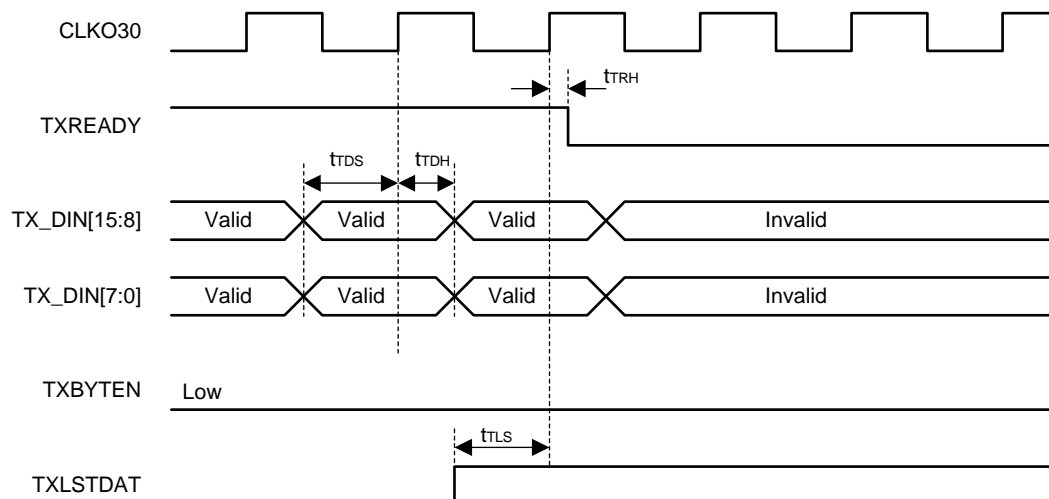 CLKO30
tTRH
TXREADY
tTDS tTDH
TX_DIN[15:8] Valid Valid Valid Invalid
TX_DIN[7:0] Valid Valid Valid Invalid
TXBYTEN Low
tTLS
TXLSTDAT